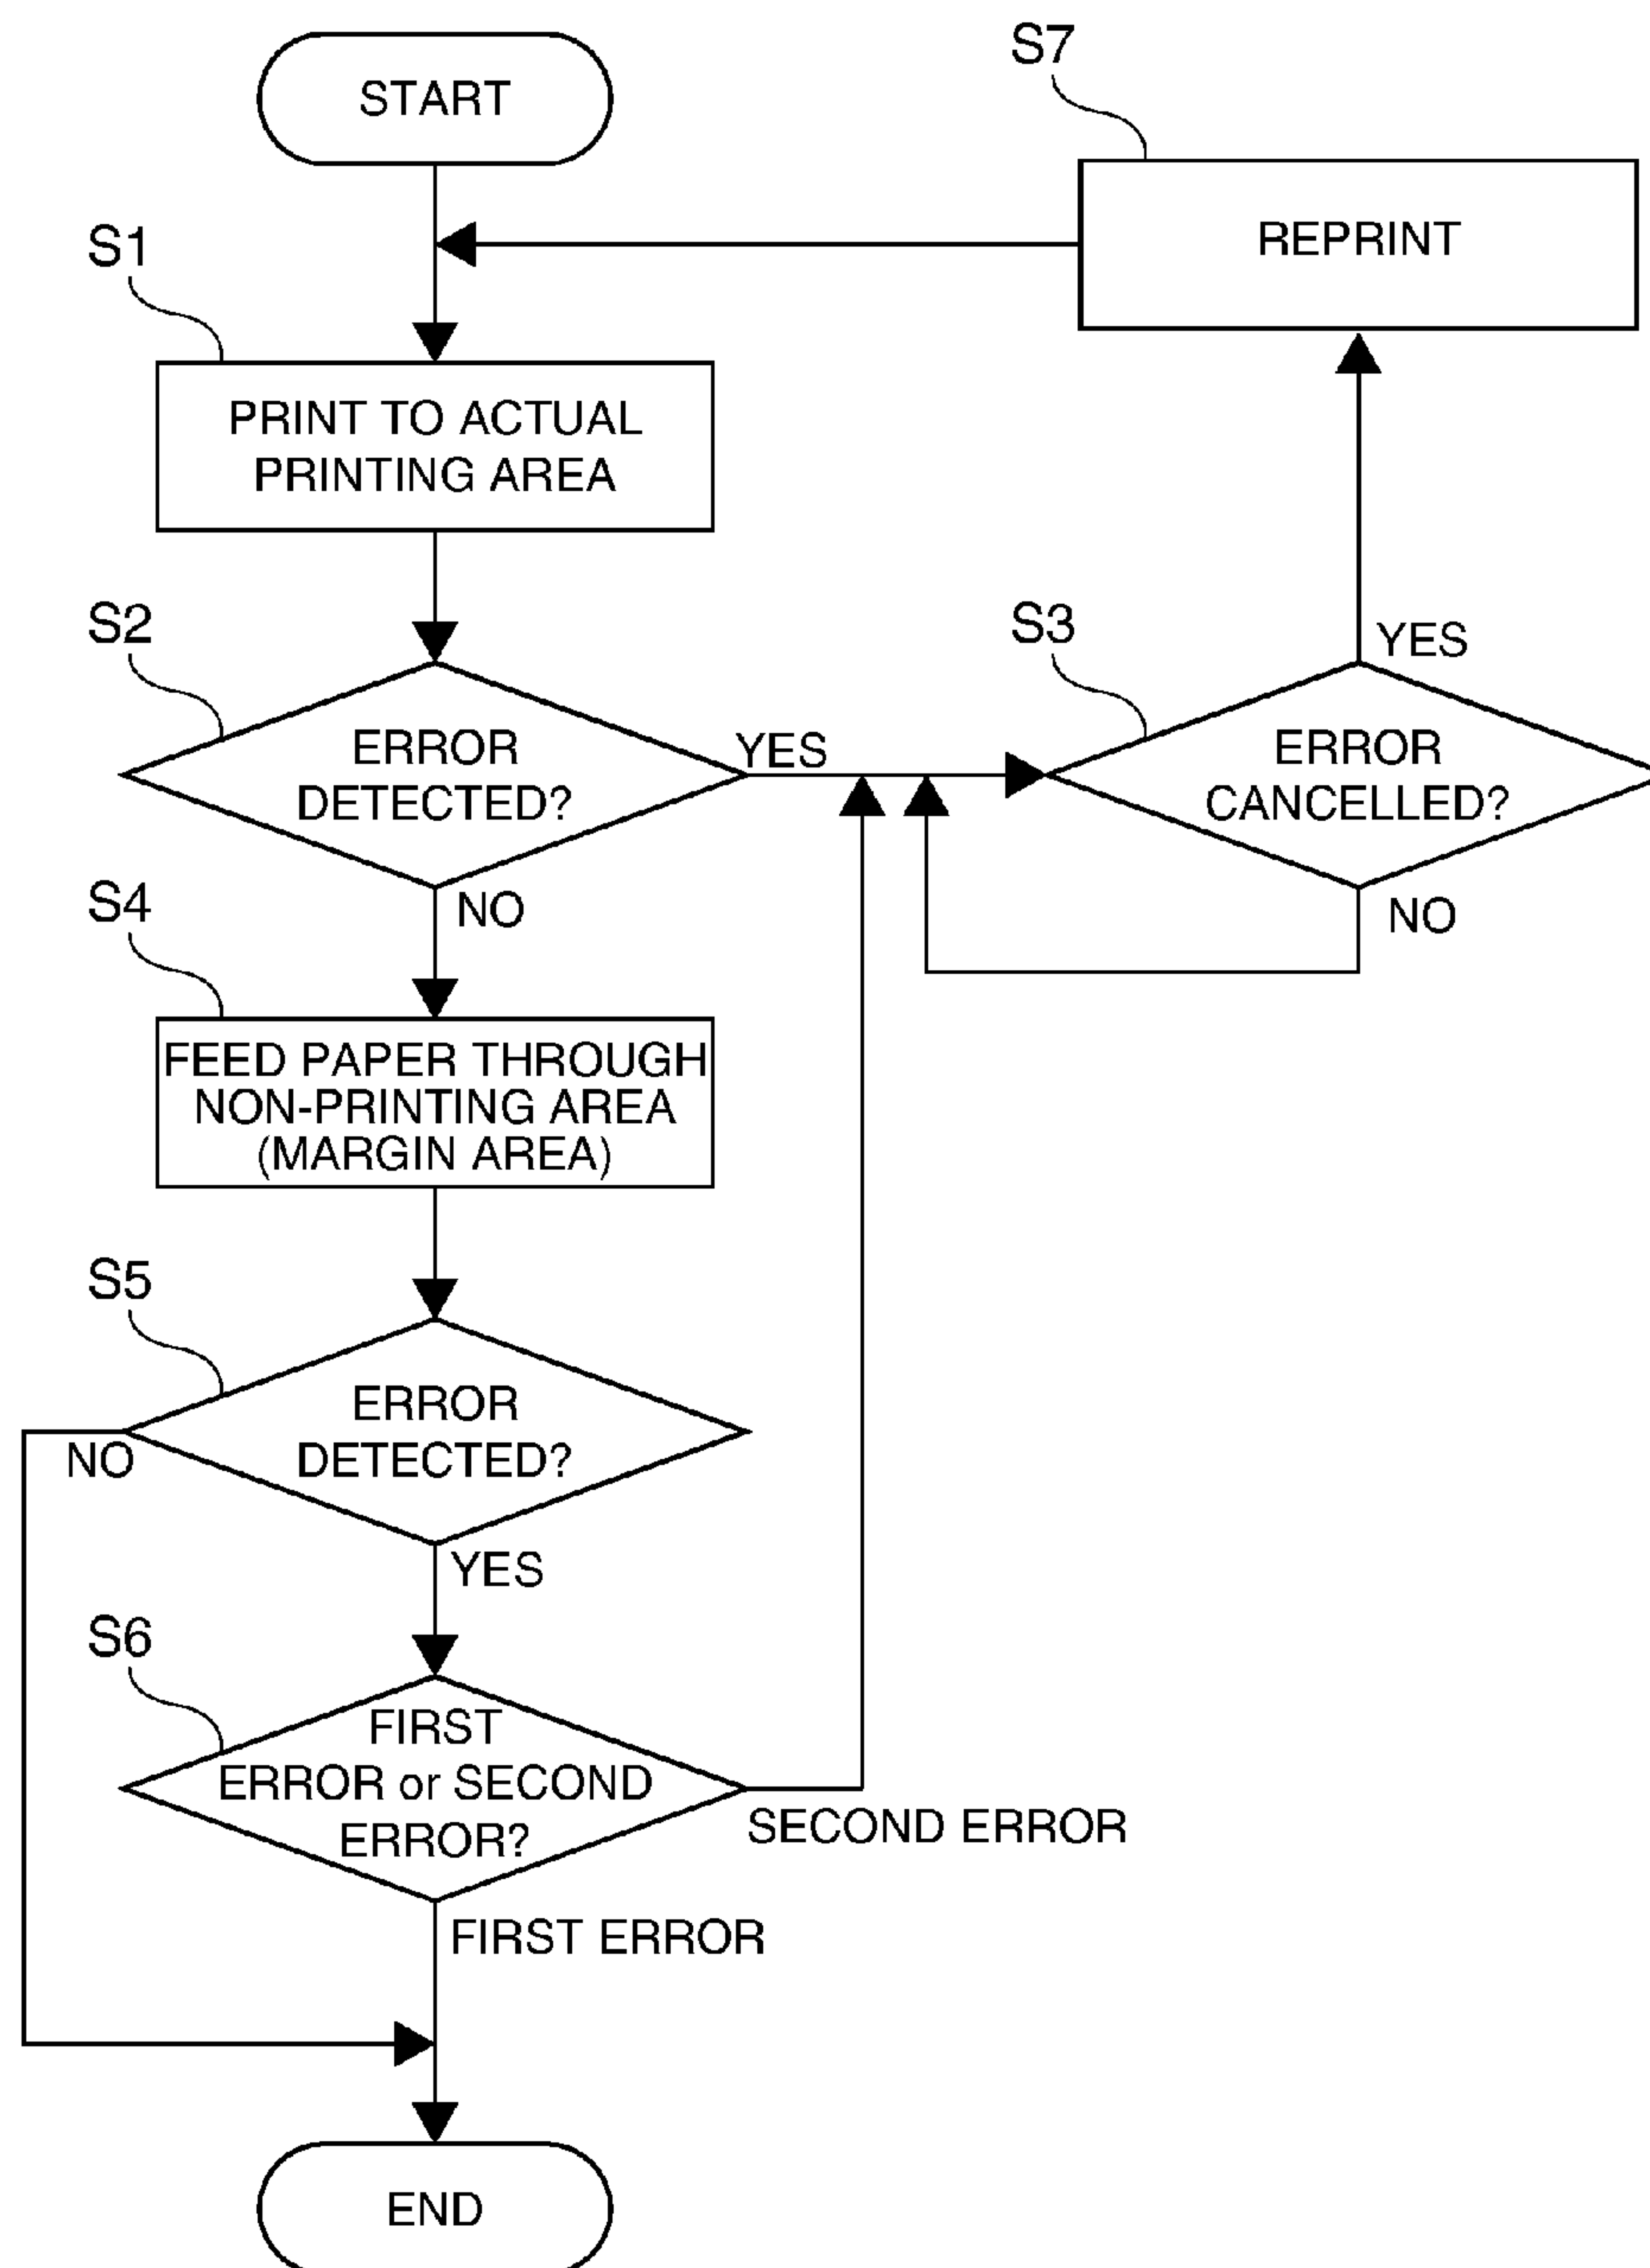 START
S7
REPRINT
S1
PRINT TO ACTUAL
PRINTING AREA
S2
ERROR
DETECTED?
YES
NO
S3
ERROR
CANCELLED?
YES
NO
S4
FEED PAPER THROUGH
NON-PRINTING AREA
(MARGIN AREA)
S5
ERROR
DETECTED?
NO
YES
S6
FIRST
ERROR or SECOND
ERROR?
SECOND ERROR
FIRST ERROR
END